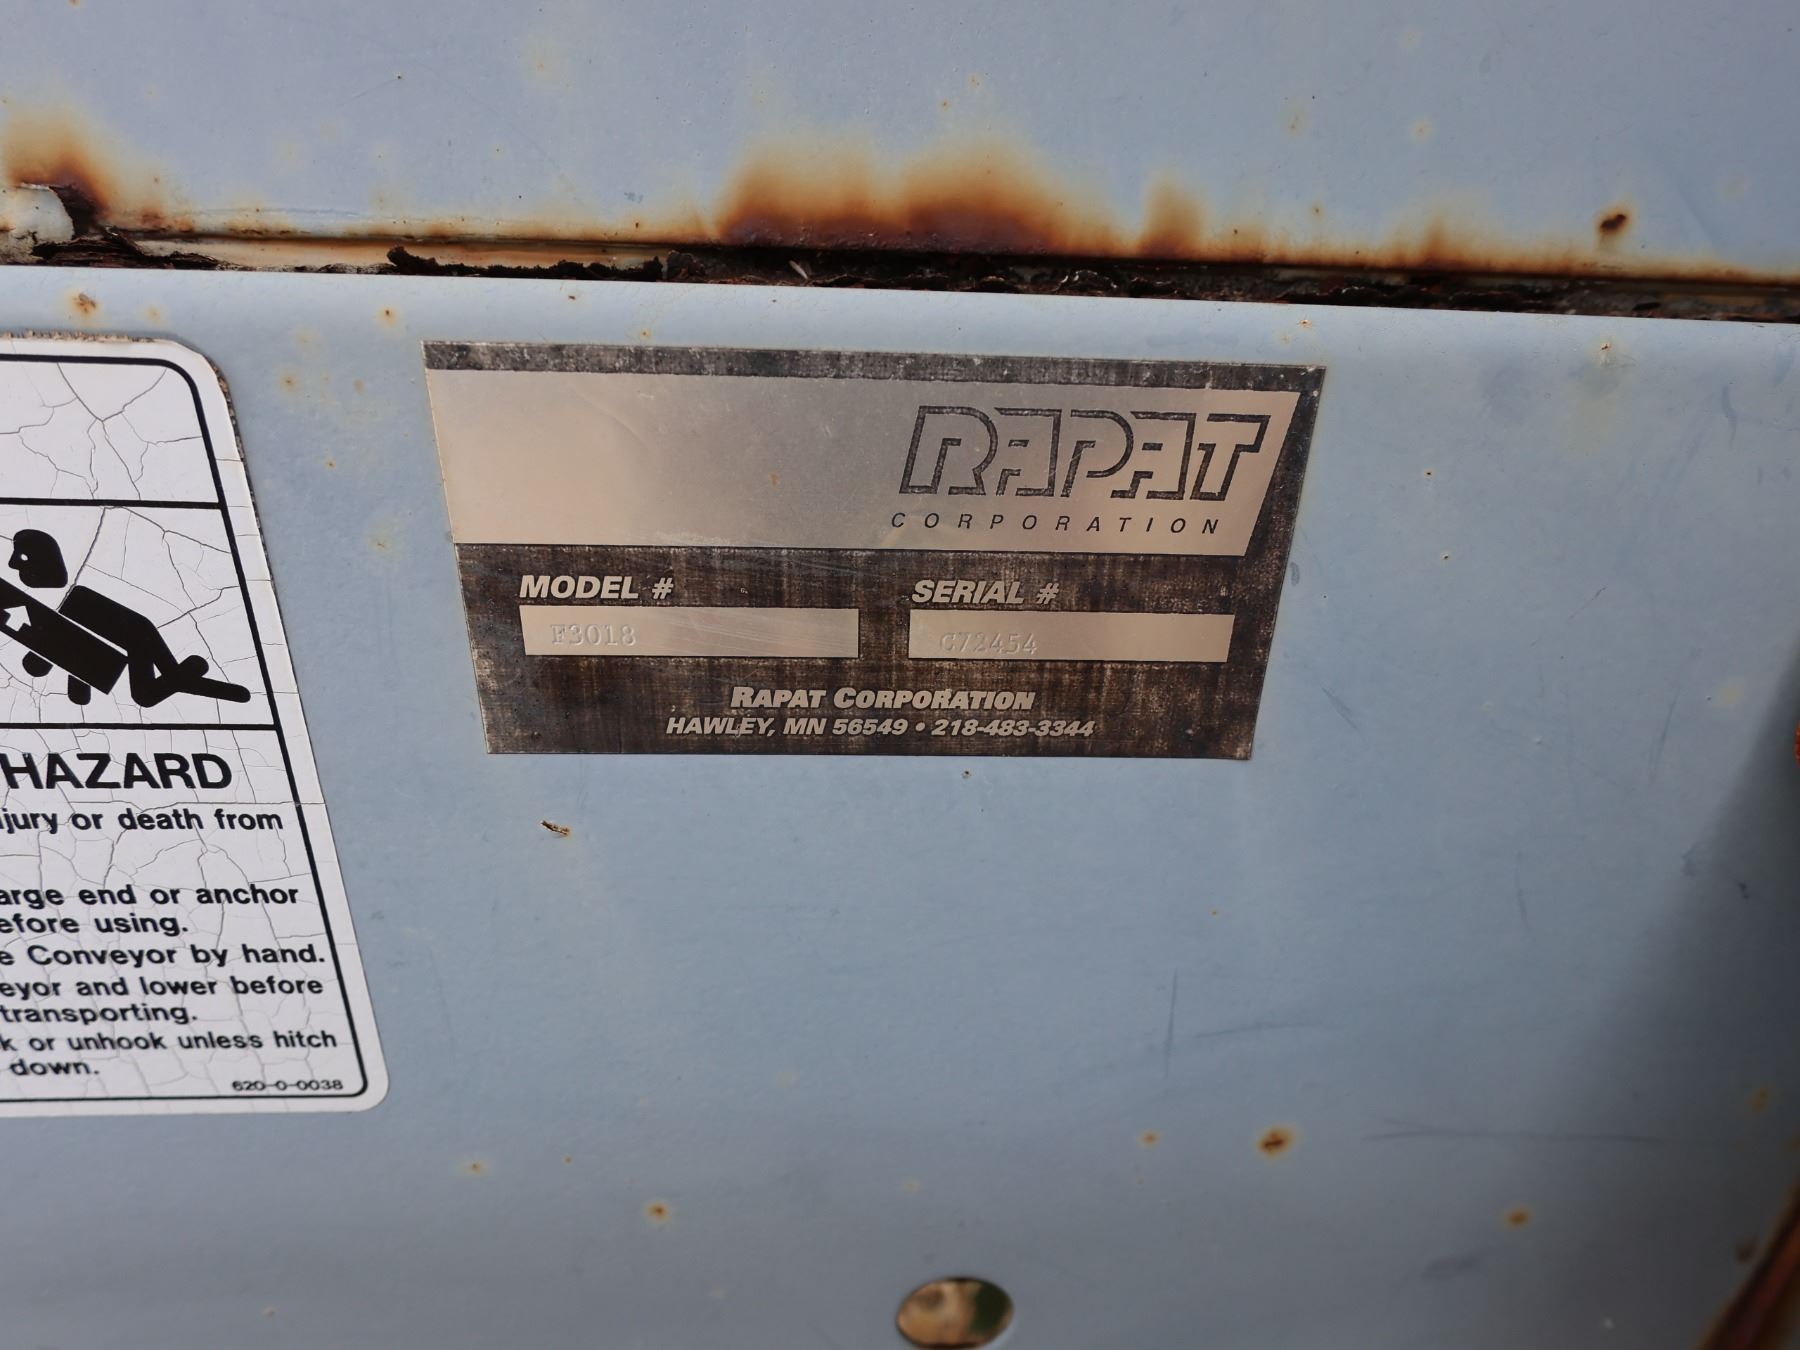 RAPAT
CORPORATION
MODEL # SERIAL #
F3018 C72454
RAPAT CORPORATION
HAWLEY, MN 56549 • 218-483-3344
HAZARD
jury or death from
arge end or anchor
efore using.
e Conveyor by hand.
eyor and lower before
transporting.
k or unhook unless hitch
down.
620-0-0038